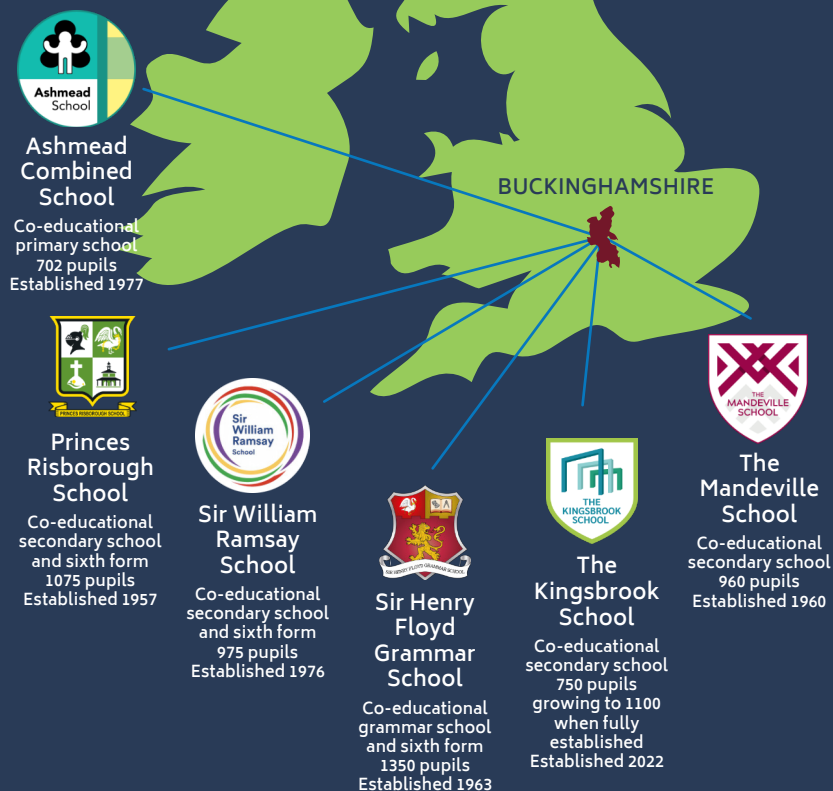 Ashmead
School
Ashmead
Combined
School
Co-educational
primary school
702 pupils
Established 1977
BUCKINGHAMSHIRE
PRINCES RISBOROUGH SCHOOL
Princes
Risborough
School
Co-educational
secondary school
and sixth form
1075 pupils
Established 1957
Sir
William
Ramsay
School
Sir William
Ramsay
School
Co-educational
secondary school
and sixth form
975 pupils
Established 1976
SIR HENRY FLOYD GRAMMAR SCHOOL
Sir Henry
Floyd
Grammar
School
Co-educational
grammar school
and sixth form
1350 pupils
Established 1963
THE
KINGSBROOK
SCHOOL
The
Kingsbrook
School
Co-educational
secondary school
750 pupils
growing to 1100
when fully
established
Established 2022
THE
MANDEVILLE
SCHOOL
The
Mandeville
School
Co-educational
secondary school
960 pupils
Established 1960